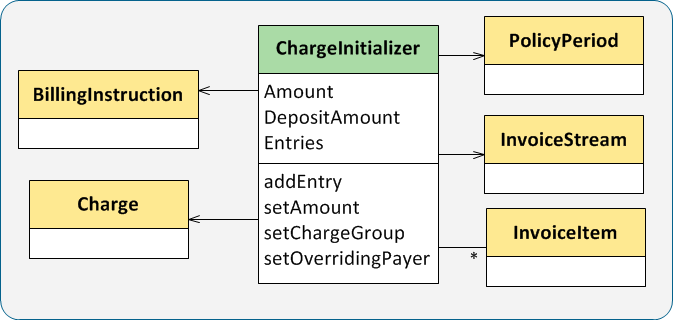 ChargeInitializer
Amount
DepositAmount
Entries
addEntry
setAmount
setChargeGroup
setOverridingPayer
BillingInstruction
Charge
PolicyPeriod
InvoiceStream
InvoiceItem
*